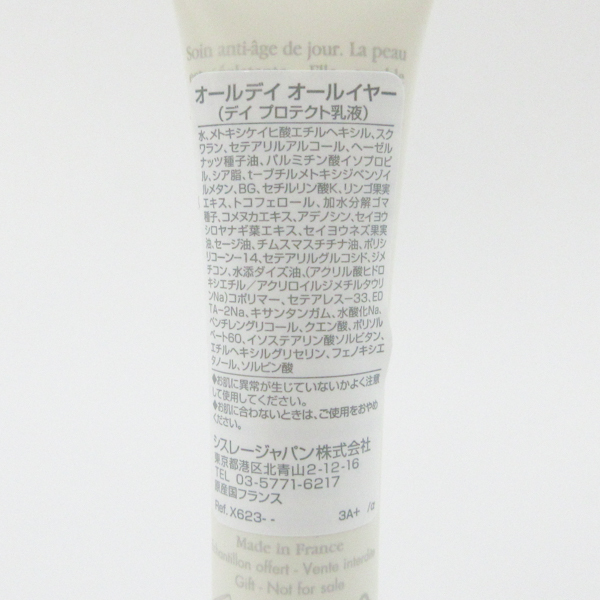 Soin anti-âge de jour. La peau
オールデイ オールイヤー
(デイ プロテクト乳液)
水、メトキシケイヒ酸エチルヘキシル、スク
ワラン、セテアリルアルコール、ヘーゼル
ナッツ種子油、パルミチン酸イソプロピ
ル、シア脂、t-ブチルメトキシジベンゾイ
ルメタン、BG、セチルリン酸K、リンゴ果実
エキス、トコフェロール、加水分解ゴマ
種子、コメヌカエキス、アデノシン、セイヨウ
シロヤナギ葉エキス、セイヨウネズ果実
油、セージ油、チムスマスチチナ油、ポリシ
リコーン-14、セテアリルグルコシド、ジメ
チコン、水添ダイズ油、(アクリル酸ヒドロ
キシエチル/アクリロイルジメチルタウリ
ンNa)コポリマー、セテアレス-33、ED
TA-2Na、キサンタンガム、水酸化Na、
ペンチレングリコール、クエン酸、ポリソル
ベート60、イソステアリン酸ソルビタン、
エチルヘキシルグリセリン、フェノキシエ
タノール、ソルビン酸
◆お肌に異常が生じていないかよく注意
して使用してください。
◆お肌に合わないときは、ご使用をおやめ
ください。
シスレージャパン株式会社
東京都港区北青山2-12-16
TEL 03-5771-6217
原産国フランス
Ref. X623- - 3A+ /α
Made in France
offert - Vente interdite
Gift - Not for sale